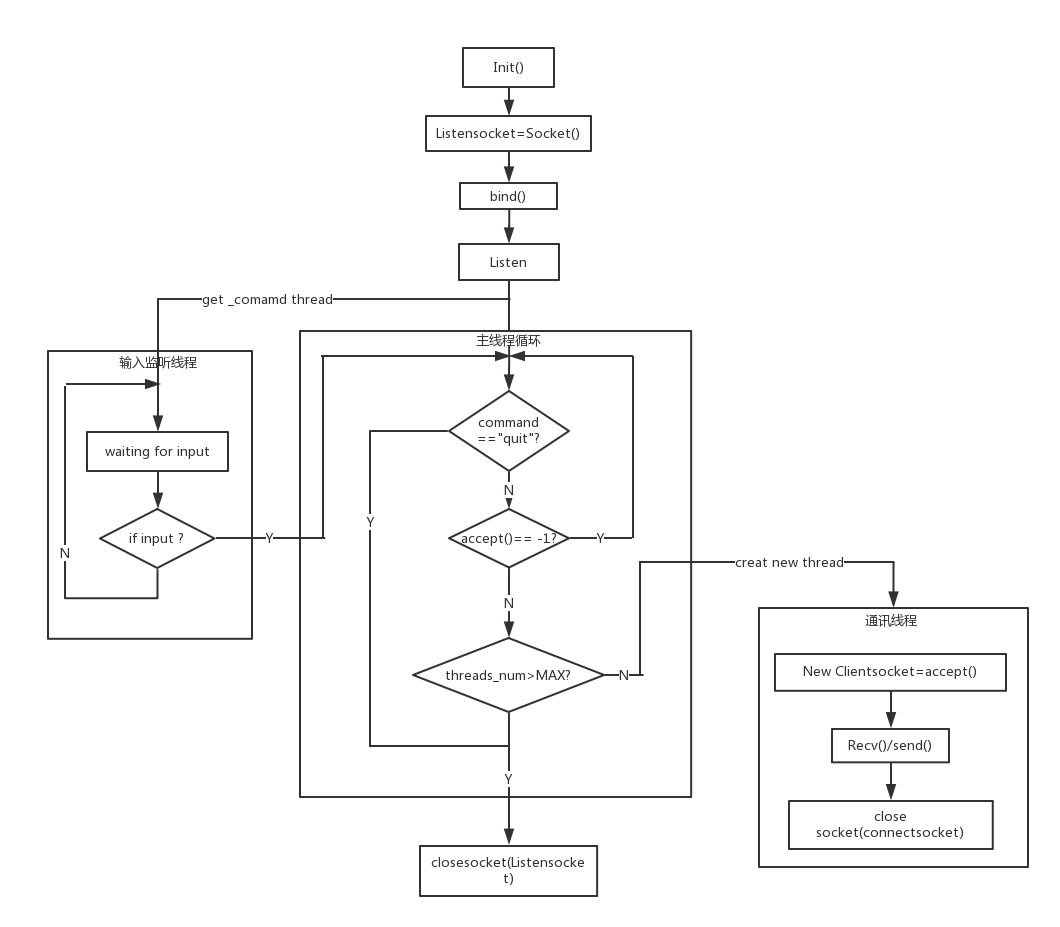 Init()
Listensocket=Socket()
bind()
Listen
get _comamd thread
主线程循环
输入监听线程
command
=="quit"?
waiting for input
N
Y
if input ?
Y
accept()== -1?
Y
N
creat new thread
N
通讯线程
New Clientsocket=accept()
threads_num>MAX?
N
Recv()/send()
Y
close
socket(connectsocket)
closesocket(Listensocke
t)